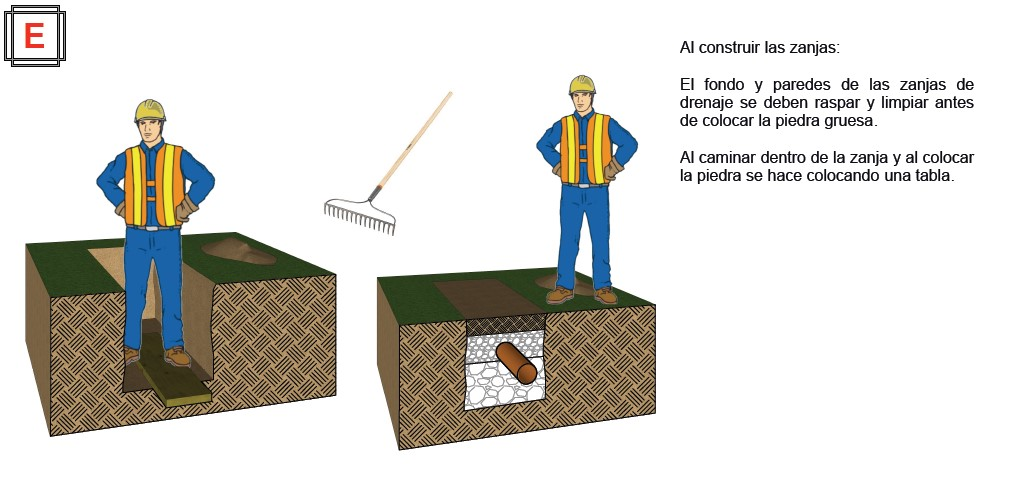 E
Al construir las zanjas:
El fondo y paredes de las zanjas de
drenaje se deben raspar y limpiar antes
de colocar la piedra gruesa.
Al caminar dentro de la zanja y al colocar
la piedra se hace colocando una tabla.